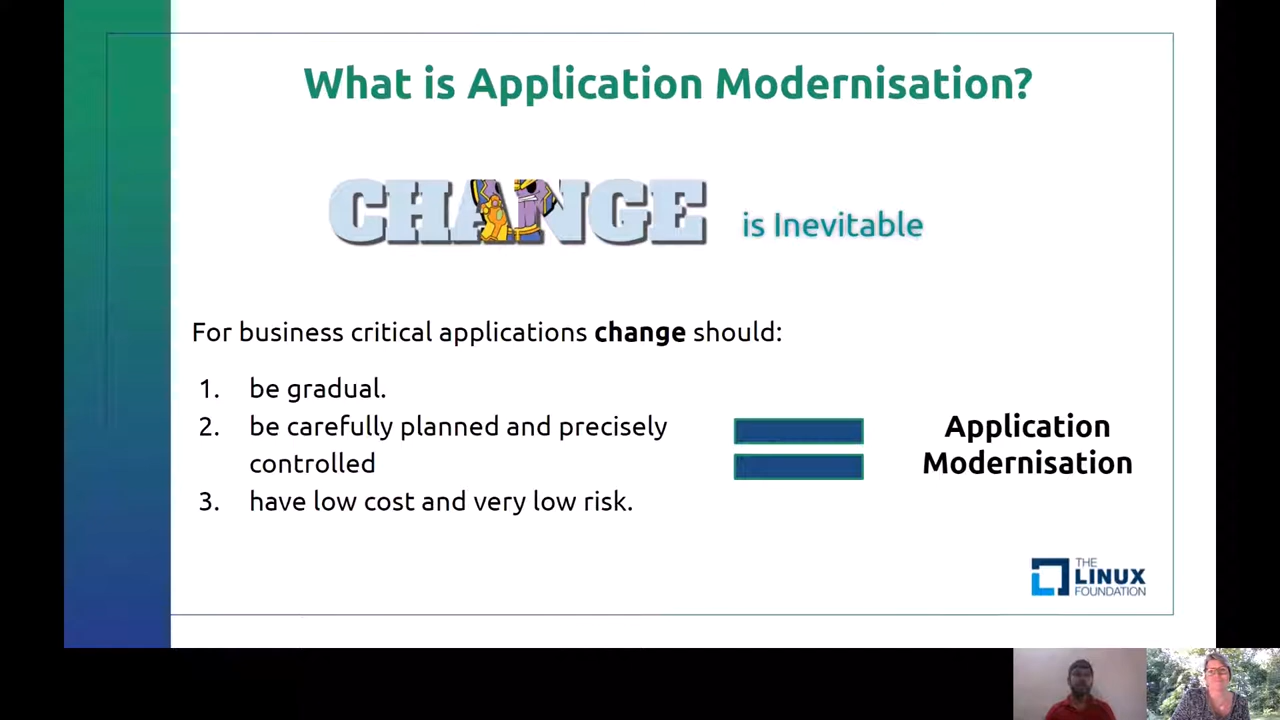 What is Application Modernisation?
CHANGE is Inevitable
For business critical applications change should:
1. be gradual.
2. be carefully planned and precisely
controlled
3. have low cost and very low risk.
Application
Modernisation
THE
LINUX
FOUNDATION